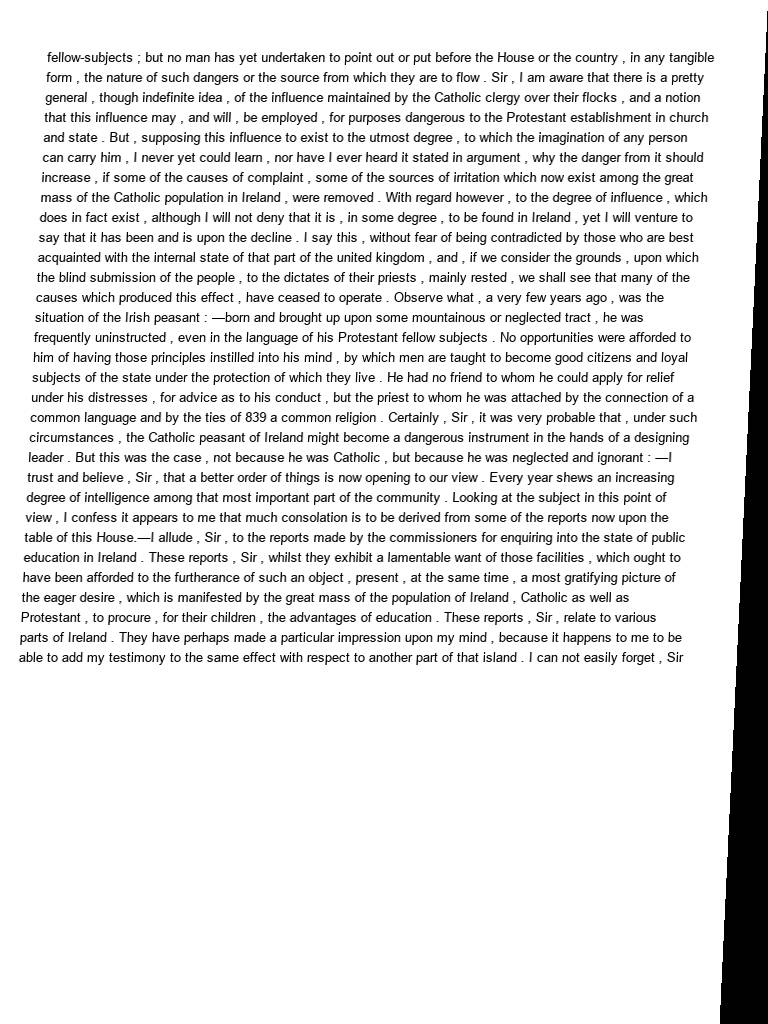 fellow-subjects ; but no man has yet undertaken to point out or put before the House or the country , in any tangible
form , the nature of such dangers or the source from which they are to flow . Sir , I am aware that there is a pretty
general , though indefinite idea , of the influence maintained by the Catholic clergy over their flocks , and a notion
that this influence may , and will , be employed , for purposes dangerous to the Protestant establishment in church
and state . But , supposing this influence to exist to the utmost degree , to which the imagination of any person
can carry him , I never yet could learn , nor have I ever heard it stated in argument , why the danger from it should
increase , if some of the causes of complaint , some of the sources of irritation which now exist among the great
mass of the Catholic population in Ireland , were removed . With regard however , to the degree of influence , which
does in fact exist , although I will not deny that it is , in some degree , to be found in Ireland , yet I will venture to
say that it has been and is upon the decline . I say this , without fear of being contradicted by those who are best
acquainted with the internal state of that part of the united kingdom , and , if we consider the grounds , upon which
the blind submission of the people , to the dictates of their priests , mainly rested , we shall see that many of the
causes which produced this effect , have ceased to operate . Observe what , a very few years ago , was the
situation of the Irish peasant : —born and brought up upon some mountainous or neglected tract , he was
frequently uninstructed , even in the language of his Protestant fellow subjects . No opportunities were afforded to
him of having those principles instilled into his mind , by which men are taught to become good citizens and loyal
subjects of the state under the protection of which they live . He had no friend to whom he could apply for relief
under his distresses , for advice as to his conduct , but the priest to whom he was attached by the connection of a
common language and by the ties of 839 a common religion . Certainly , Sir , it was very probable that , under such
circumstances , the Catholic peasant of Ireland might become a dangerous instrument in the hands of a designing
leader . But this was the case , not because he was Catholic , but because he was neglected and ignorant : —I
trust and believe , Sir , that a better order of things is now opening to our view . Every year shews an increasing
degree of intelligence among that most important part of the community . Looking at the subject in this point of
view , I confess it appears to me that much consolation is to be derived from some of the reports now upon the
table of this House.—I allude , Sir , to the reports made by the commissioners for enquiring into the state of public
education in Ireland . These reports , Sir , whilst they exhibit a lamentable want of those facilities , which ought to
have been afforded to the furtherance of such an object , present , at the same time , a most gratifying picture of
the eager desire , which is manifested by the great mass of the population of Ireland , Catholic as well as
Protestant , to procure , for their children , the advantages of education . These reports , Sir , relate to various
parts of Ireland . They have perhaps made a particular impression upon my mind , because it happens to me to be
able to add my testimony to the same effect with respect to another part of that island . I can not easily forget , Sir